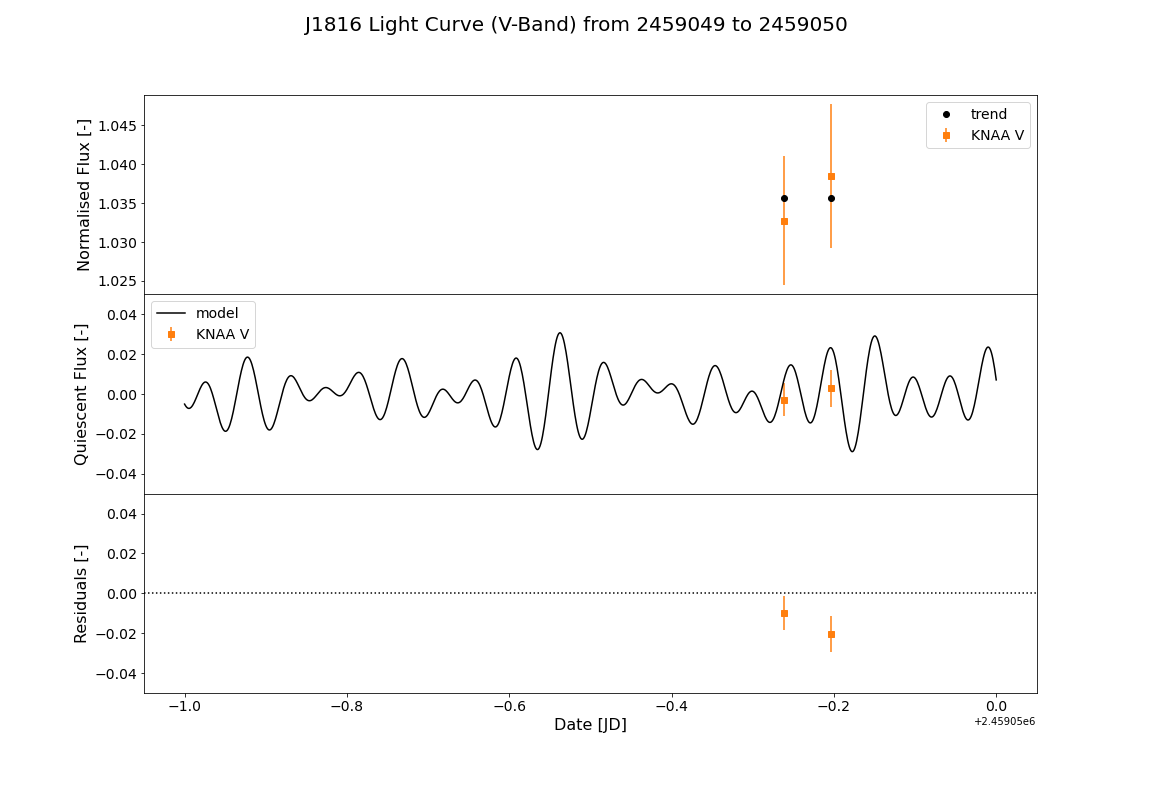 J1816 Light Curve (V-Band) from 2459049 to 2459050
Normalised Flux [-]
1.045
1.040
1.035
1.030
1.025
trend
KNAA V
Quiescent Flux [-]
0.04
0.02
0.00
−0.02
−0.04
model
KNAA V
Residuals [-]
0.04
0.02
0.00
−0.02
−0.04
−1.0 −0.8 −0.6 −0.4 −0.2 0.0
Date [JD]
+2.45905e6